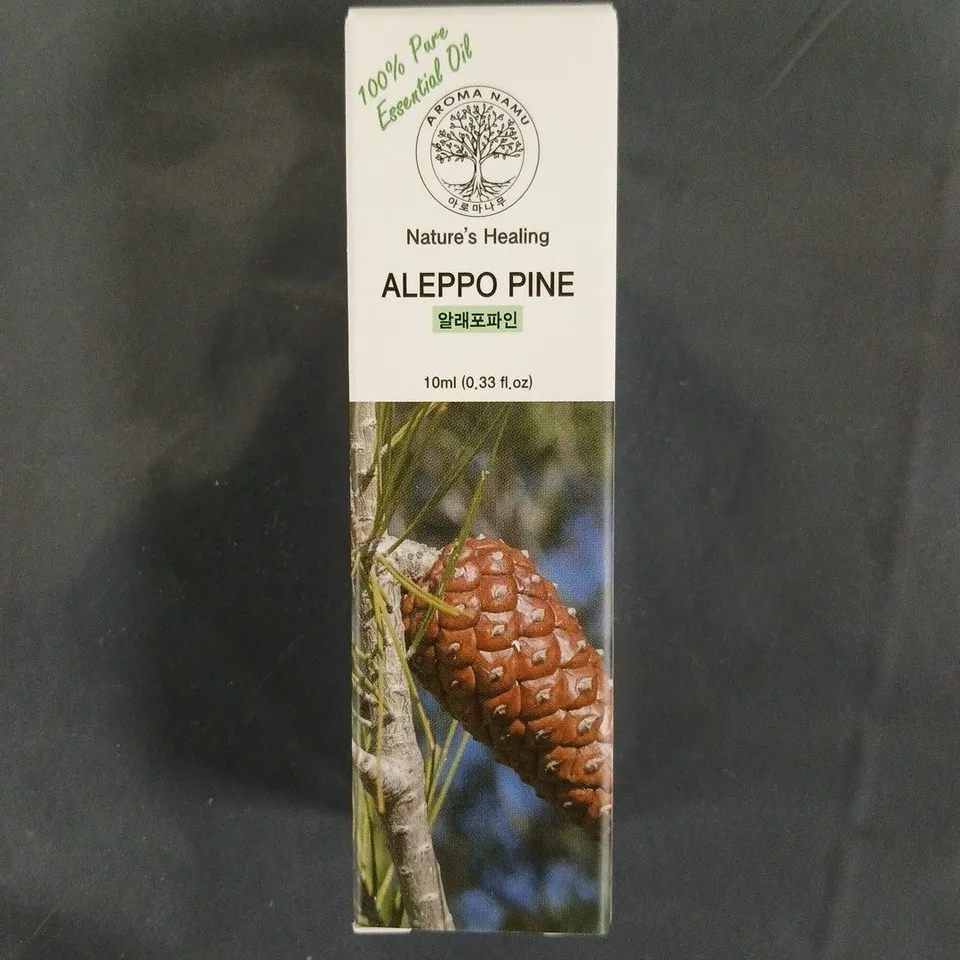 100% Pure
Essential Oil
AROMA NAMU
아로마나무
Nature's Healing
ALEPPO PINE
알래포파인
10ml (0.33 fl.oz)